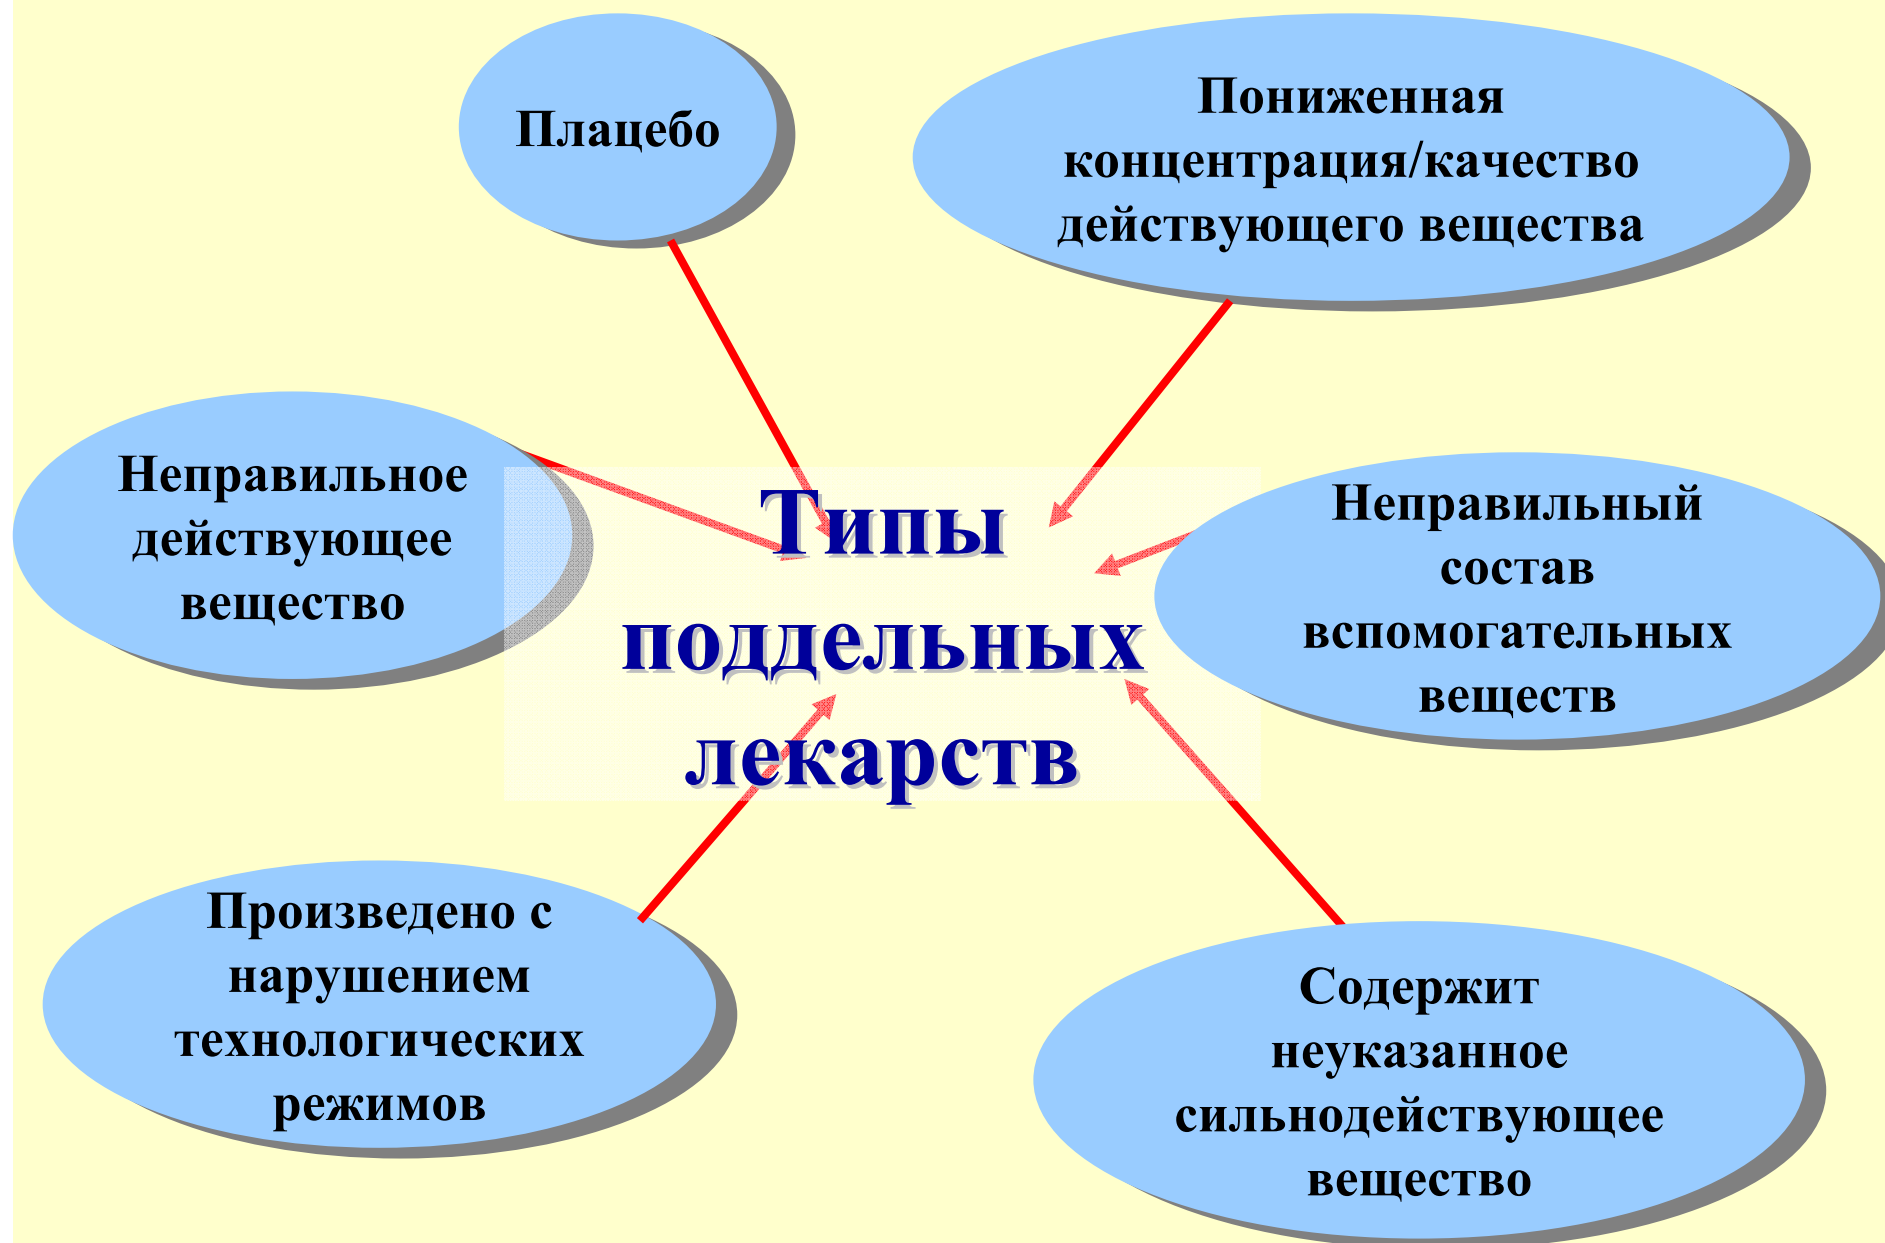 Плацебо
Пониженная
концентрация/качество
действующего вещества
Неправильное
действующее
вещество
Типы
поддельных
лекарств
Неправильный
состав
вспомогательных
веществ
Произведено с
нарушением
технологических
режимов
Содержит
неуказанное
сильнодействующее
вещество